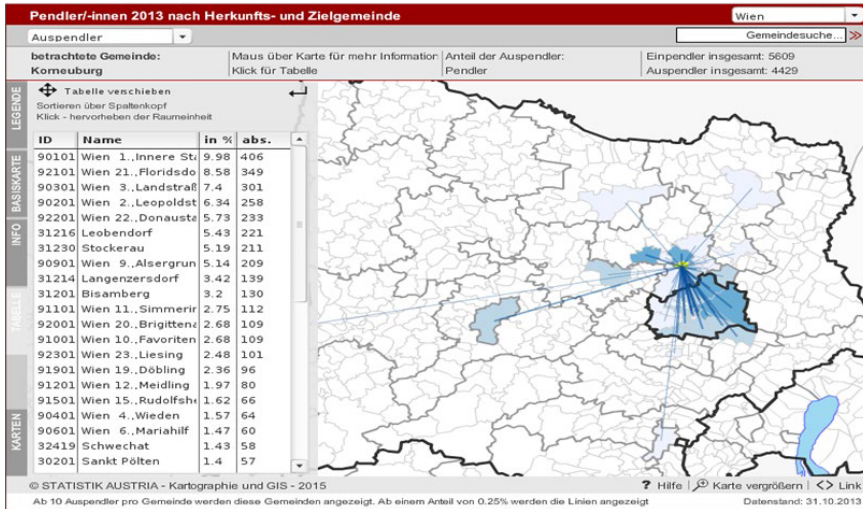 Pendler/-innen 2013 nach Herkunfts- und Zielgemeinde
Wien
Auspendler
Gemeindesuche...
betrachtete Gemeinde:
Korneuburg
Maus über Karte für mehr Information
Klick für Tabelle
Anteil der Auspendler:
Pendler
Einpendler insgesamt: 5609
Auspendler insgesamt: 4429
LEGENDE
BASISKARTE
INFO
TABELLE
KARTEN
Tabelle verschieben
Sortieren über Spaltenkopf
Klick - hervorheben der Raumeinheit
ID Name in % abs.
90101 Wien 1.,Innere Sta 9.98 406
92101 Wien 21.,Floridsdo 8.58 349
90301 Wien 3.,Landstraß 7.4 301
90201 Wien 2.,Leopoldst 6.34 258
92201 Wien 22.,Donausta 5.73 233
31216 Leobendorf 5.43 221
31230 Stockerau 5.19 211
90901 Wien 9.,Alsergrun 5.14 209
31214 Langenzersdorf 3.42 139
31201 Bisamberg 3.2 130
91101 Wien 11.,Simmerin 2.75 112
92001 Wien 20.,Brigittena 2.68 109
91001 Wien 10.,Favoriten 2.68 109
92301 Wien 23.,Liesing 2.48 101
91901 Wien 19.,Döbling 2.36 96
91201 Wien 12.,Meidling 1.97 80
91501 Wien 15.,Rudolfshe 1.62 66
90401 Wien 4.,Wieden 1.57 64
90601 Wien 6.,Mariahilf 1.47 60
32419 Schwechat 1.43 58
30201 Sankt Pölten 1.4 57
© STATISTIK AUSTRIA - Kartographie und GIS - 2015
? Hilfe | Karte vergrößern | <> Link
Ab 10 Auspendler pro Gemeinde werden diese Gemeinden angezeigt. Ab einem Anteil von 0.25% werden die Linien angezeigt
Datenstand: 31.10.2013